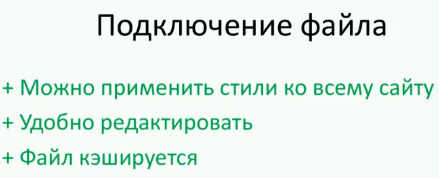 Подключение файла
+ Можно применить стили ко всему сайту
+ Удобно редактировать
+ Файл кэшируется